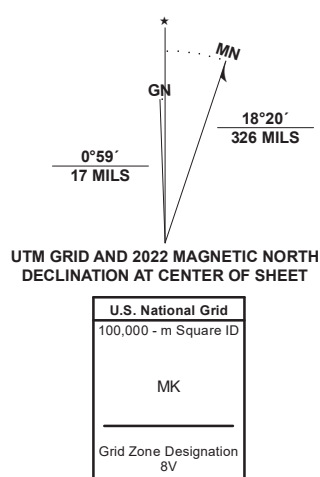 ★
MN
GN
18°20´
326 MILS
0°59´
17 MILS
UTM GRID AND 2022 MAGNETIC NORTH
DECLINATION AT CENTER OF SHEET
U.S. National Grid
100,000 - m Square ID
MK
Grid Zone Designation
8V